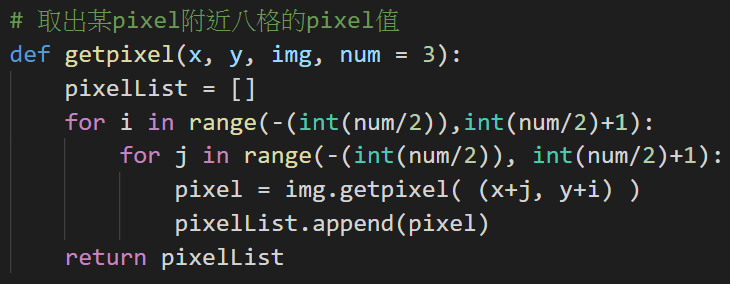 # 取出某pixel附近八格的pixel值
def getpixel(x, y, img, num = 3):
    pixelList = []
    for i in range(-(int(num/2)),int(num/2)+1):
        for j in range(-(int(num/2)), int(num/2)+1):
            pixel = img.getpixel( (x+j, y+i) )
            pixelList.append(pixel)
    return pixelList